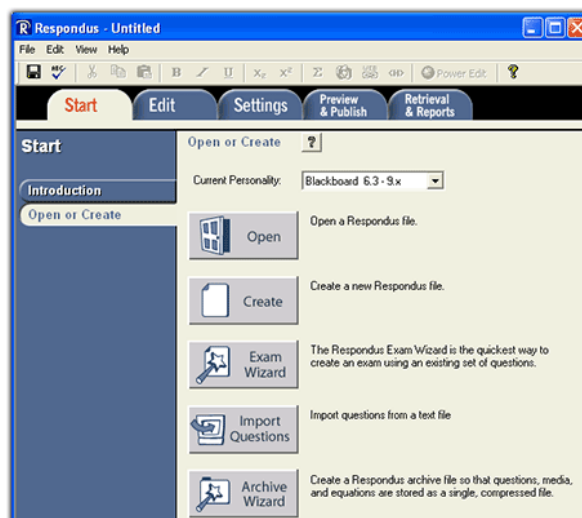 Respondus - Untitled
File Edit View Help
ABC B I U X₂ X² Σ Power Edit ?
Start Edit Settings Preview & Publish Retrieval & Reports
Start
Introduction
Open or Create
Open or Create ?
Current Personality: Blackboard 6.3 - 9.x
Open
Open a Respondus file.
Create
Create a new Respondus file.
Exam
Wizard
The Respondus Exam Wizard is the quickest way to
create an exam using an existing set of questions.
Import
Questions
Import questions from a text file
Archive
Wizard
Create a Respondus archive file so that questions, media,
and equations are stored as a single, compressed file.